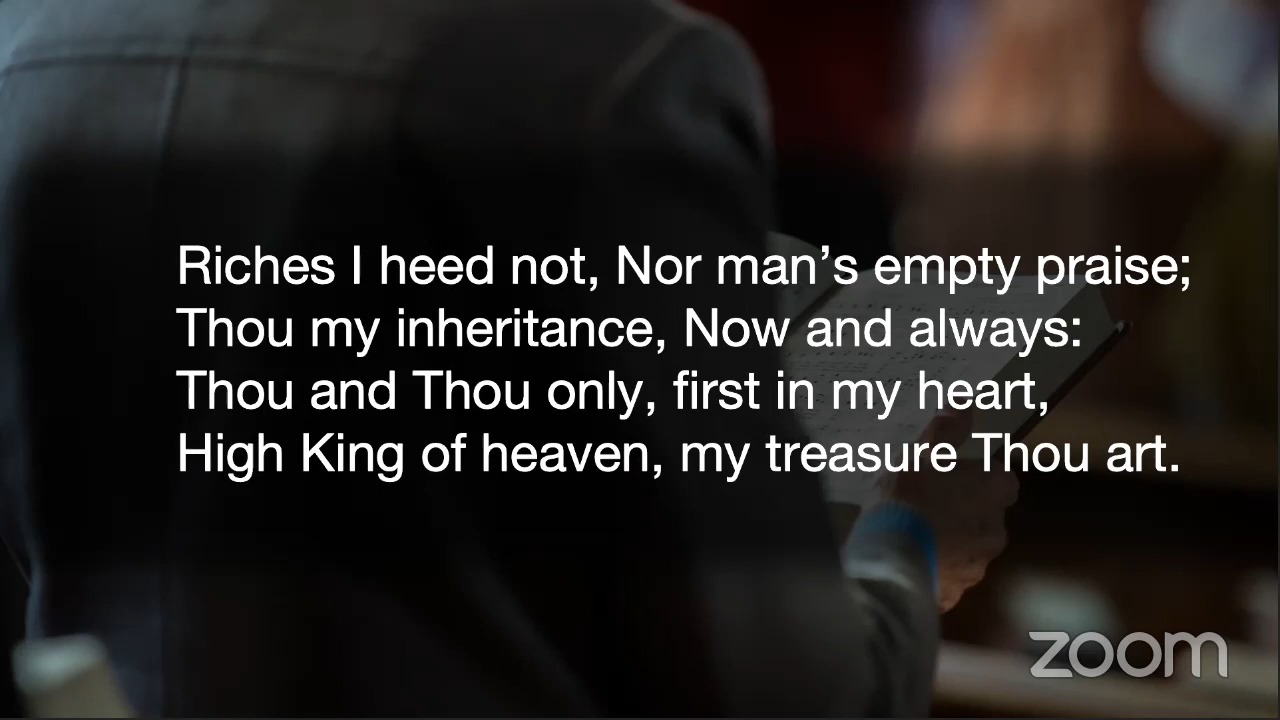 Riches I heed not, Nor man’s empty praise;
Thou my inheritance, Now and always:
Thou and Thou only, first in my heart,
High King of heaven, my treasure Thou art.
zoom